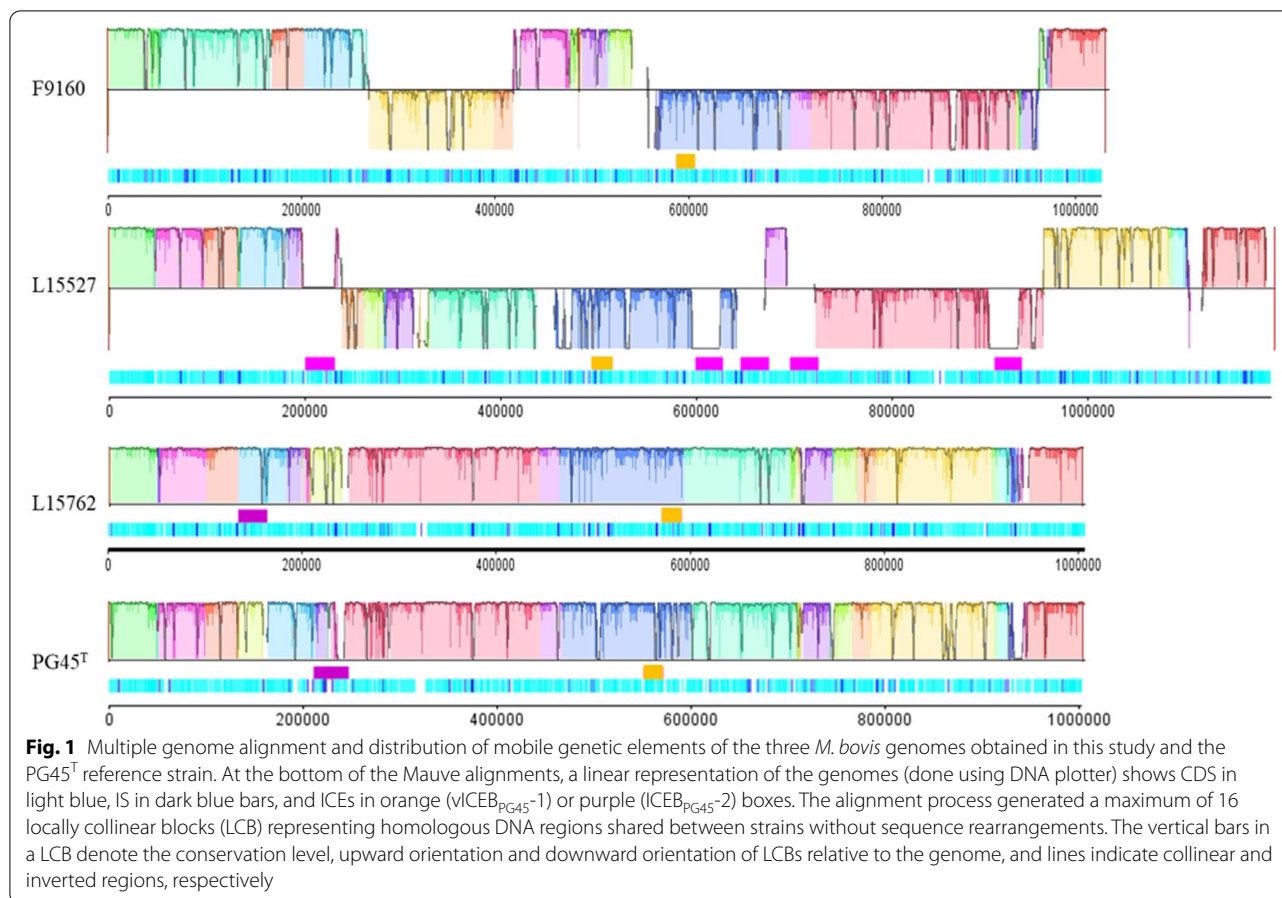 F9160
0 200000 400000 600000 800000 1000000
L15527
0 200000 400000 600000 800000 1000000
L15762
0 200000 400000 600000 800000 1000000
PG45ᵀ
0 200000 400000 600000 800000 1000000
Fig. 1 Multiple genome alignment and distribution of mobile genetic elements of the three M. bovis genomes obtained in this study and the
PG45ᵀ reference strain. At the bottom of the Mauve alignments, a linear representation of the genomes (done using DNA plotter) shows CDS in
light blue, IS in dark blue bars, and ICEs in orange (vICEB_PG45-1) or purple (ICEB_PG45-2) boxes. The alignment process generated a maximum of 16
locally collinear blocks (LCB) representing homologous DNA regions shared between strains without sequence rearrangements. The vertical bars in
a LCB denote the conservation level, upward orientation and downward orientation of LCBs relative to the genome, and lines indicate collinear and
inverted regions, respectively